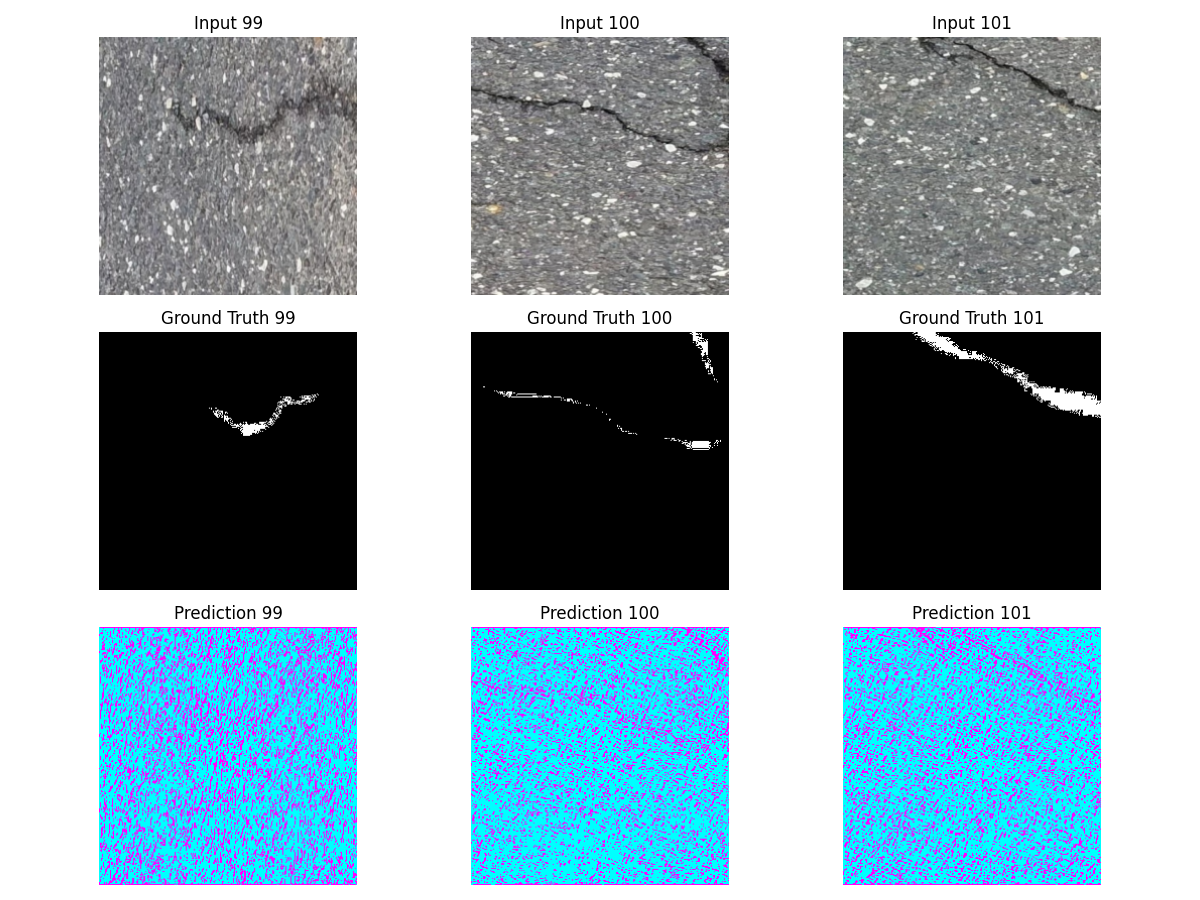 Input 99
Input 100
Input 101
Ground Truth 99
Ground Truth 100
Ground Truth 101
Prediction 99
Prediction 100
Prediction 101